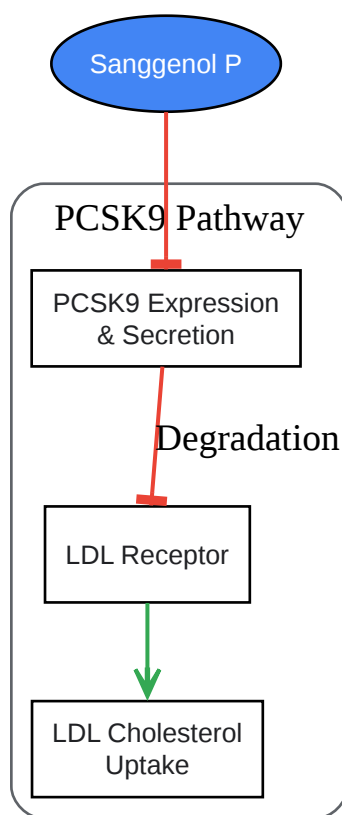 Sanggenol P
PCSK9 Pathway
PCSK9 Expression
& Secretion
Degradation
LDL Receptor
LDL Cholesterol
Uptake